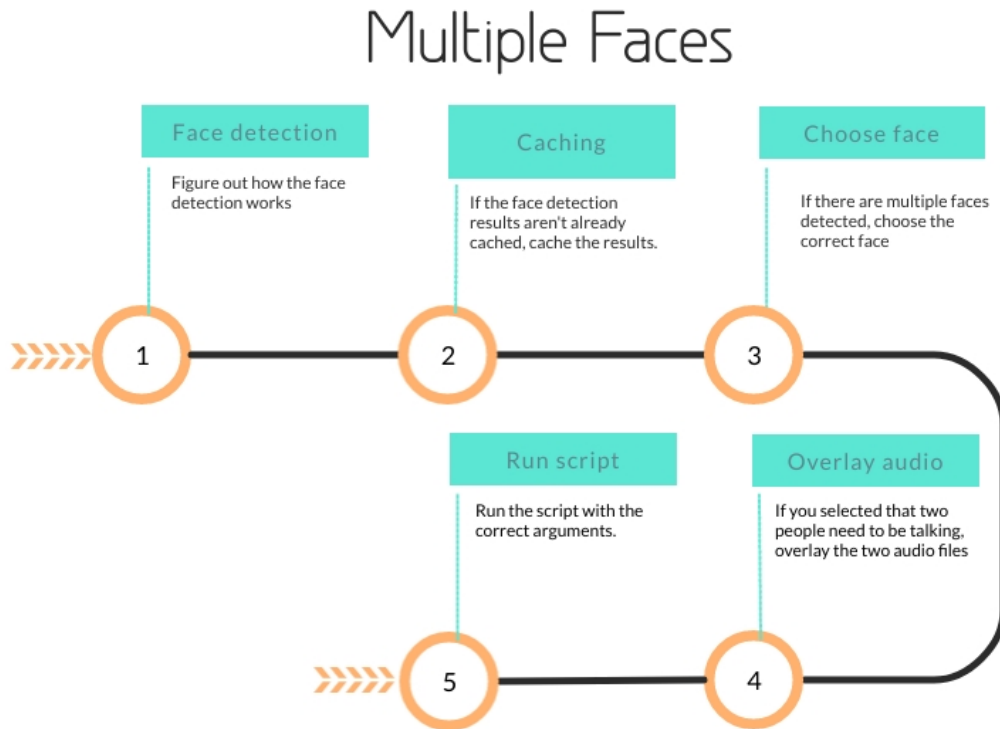 Multiple Faces
Face detection
Figure out how the face
detection works
Caching
If the face detection
results aren't already
cached, cache the results.
Choose face
If there are multiple faces
detected, choose the
correct face
1
2
3
Overlay audio
If you selected that two
people need to be talking,
overlay the two audio files
4
Run script
Run the script with the
correct arguments.
5